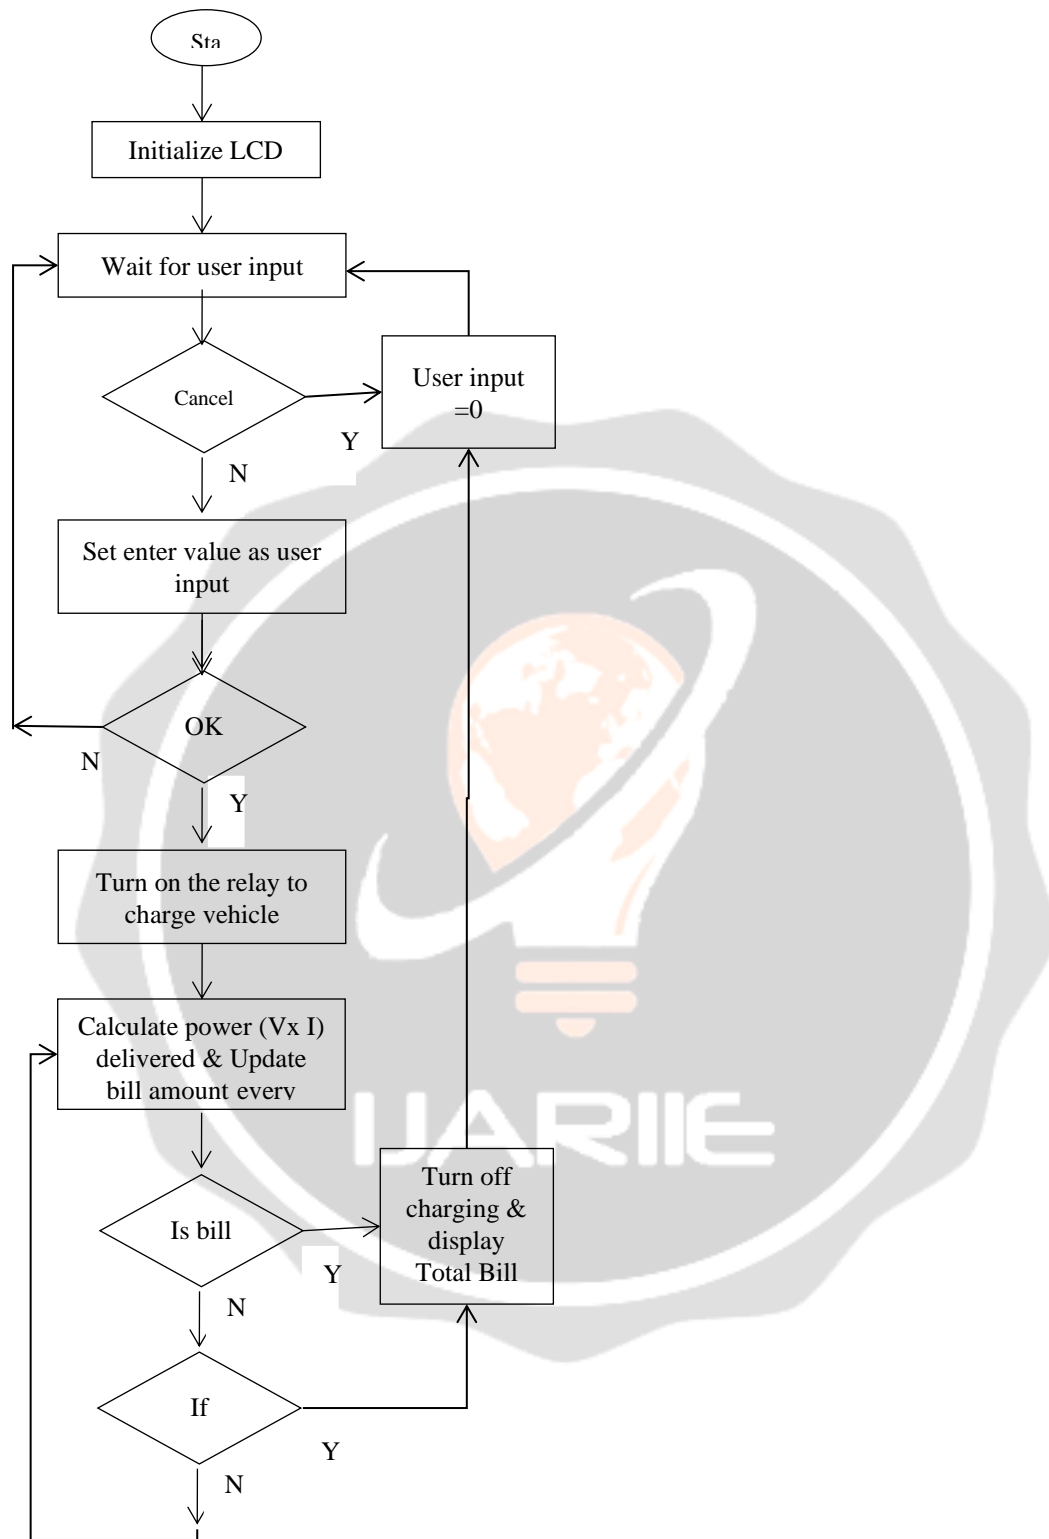 Sta
Initialize LCD
Wait for user input
Cancel
Y
User input
=0
N
Set enter value as user
input
OK
N
Y
Turn on the relay to
charge vehicle
Calculate power (Vx I)
delivered & Update
bill amount every
IJARIIE
Is bill
Y
Turn off
charging &
display
Total Bill
N
If
Y
N